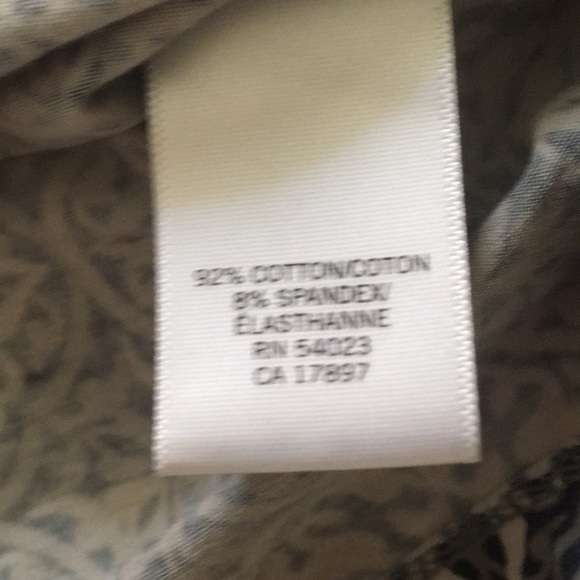 92% COTTON/COTON
8% SPANDEX/
ÉLASTHANNE
RN 54023
CA 17897